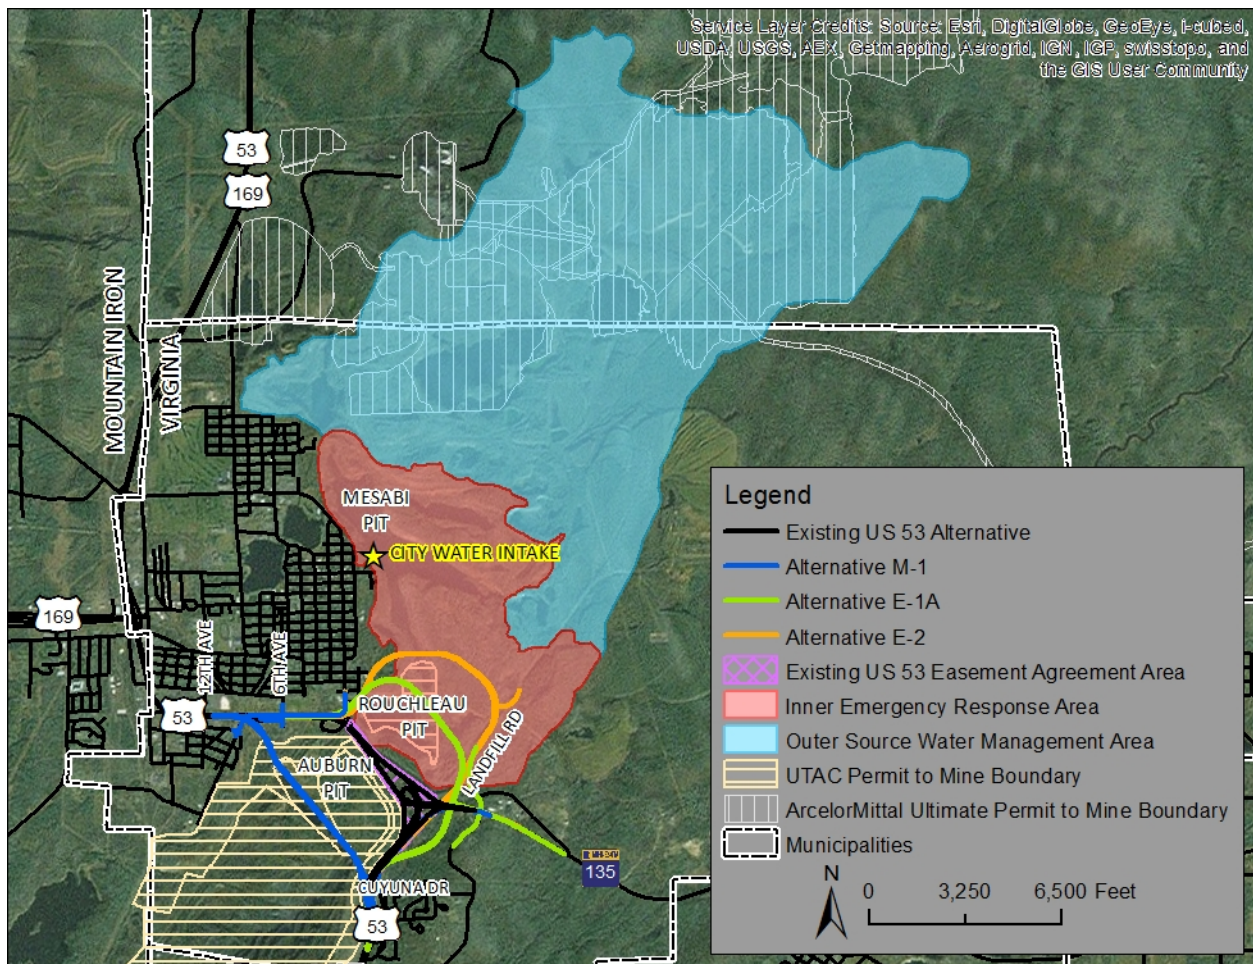 Service Layer Credits: Source: Esri, DigitalGlobe, GeoEye, i-cubed,
USDA, USGS, AEX, Getmapping, Aerogrid, IGN, IGP, swisstopo, and
the GIS User Community
53
169
MOUNTAIN IRON
VIRGINIA
MESABI
PIT
CITY WATER INTAKE
169
12TH AVE
6TH AVE
53
ROUCHLEAU
PIT
LANDFILL RD
AUBURN
PIT
135
CUYUNA DR
53
Legend
Existing US 53 Alternative
Alternative M-1
Alternative E-1A
Alternative E-2
Existing US 53 Easement Agreement Area
Inner Emergency Response Area
Outer Source Water Management Area
UTAC Permit to Mine Boundary
ArcelorMittal Ultimate Permit to Mine Boundary
Municipalities
N
0 3,250 6,500 Feet